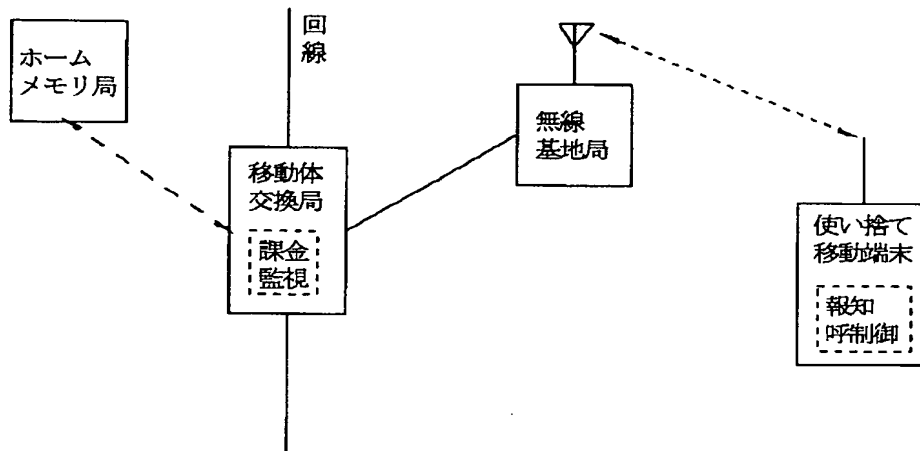 ホーム
メモリ局
回線
移動体
交換局
課金
監視
無線
基地局
使い捨て
移動端末
報知
呼制御